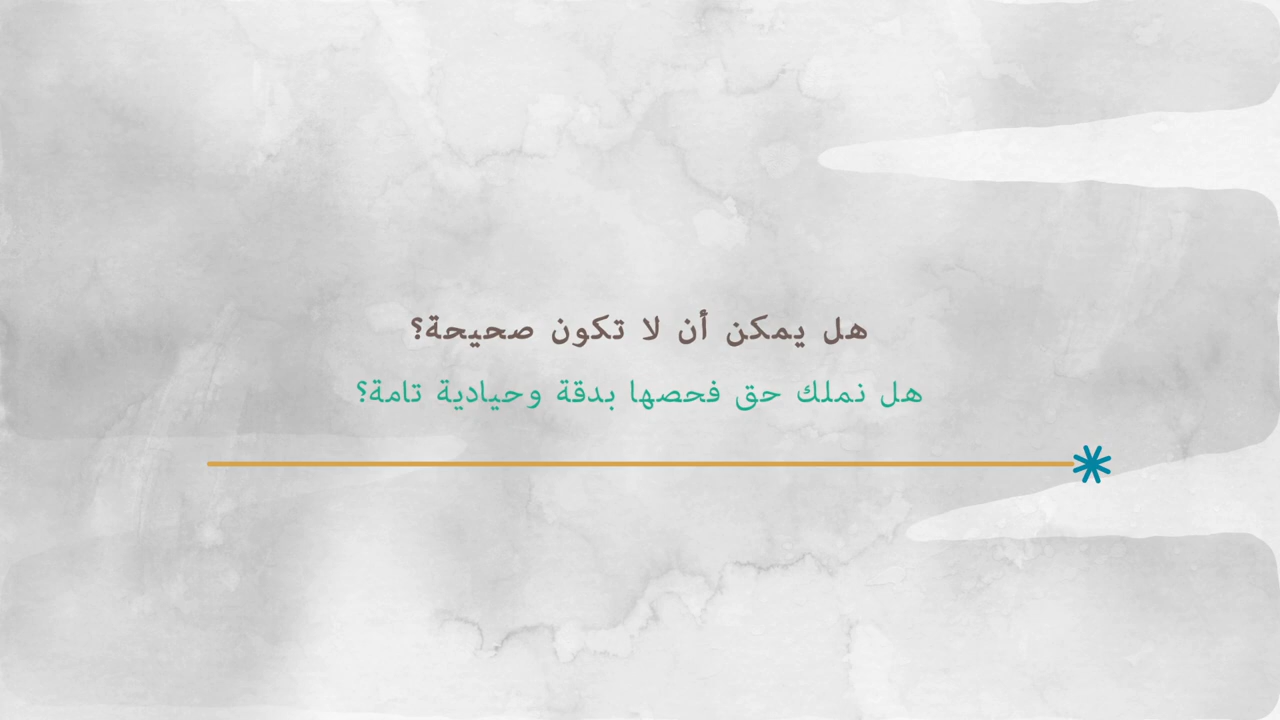 هل يمكن أن لا تكون صحيحة؟
هل نملك حق فحصها بدقة وحيادية تامة؟